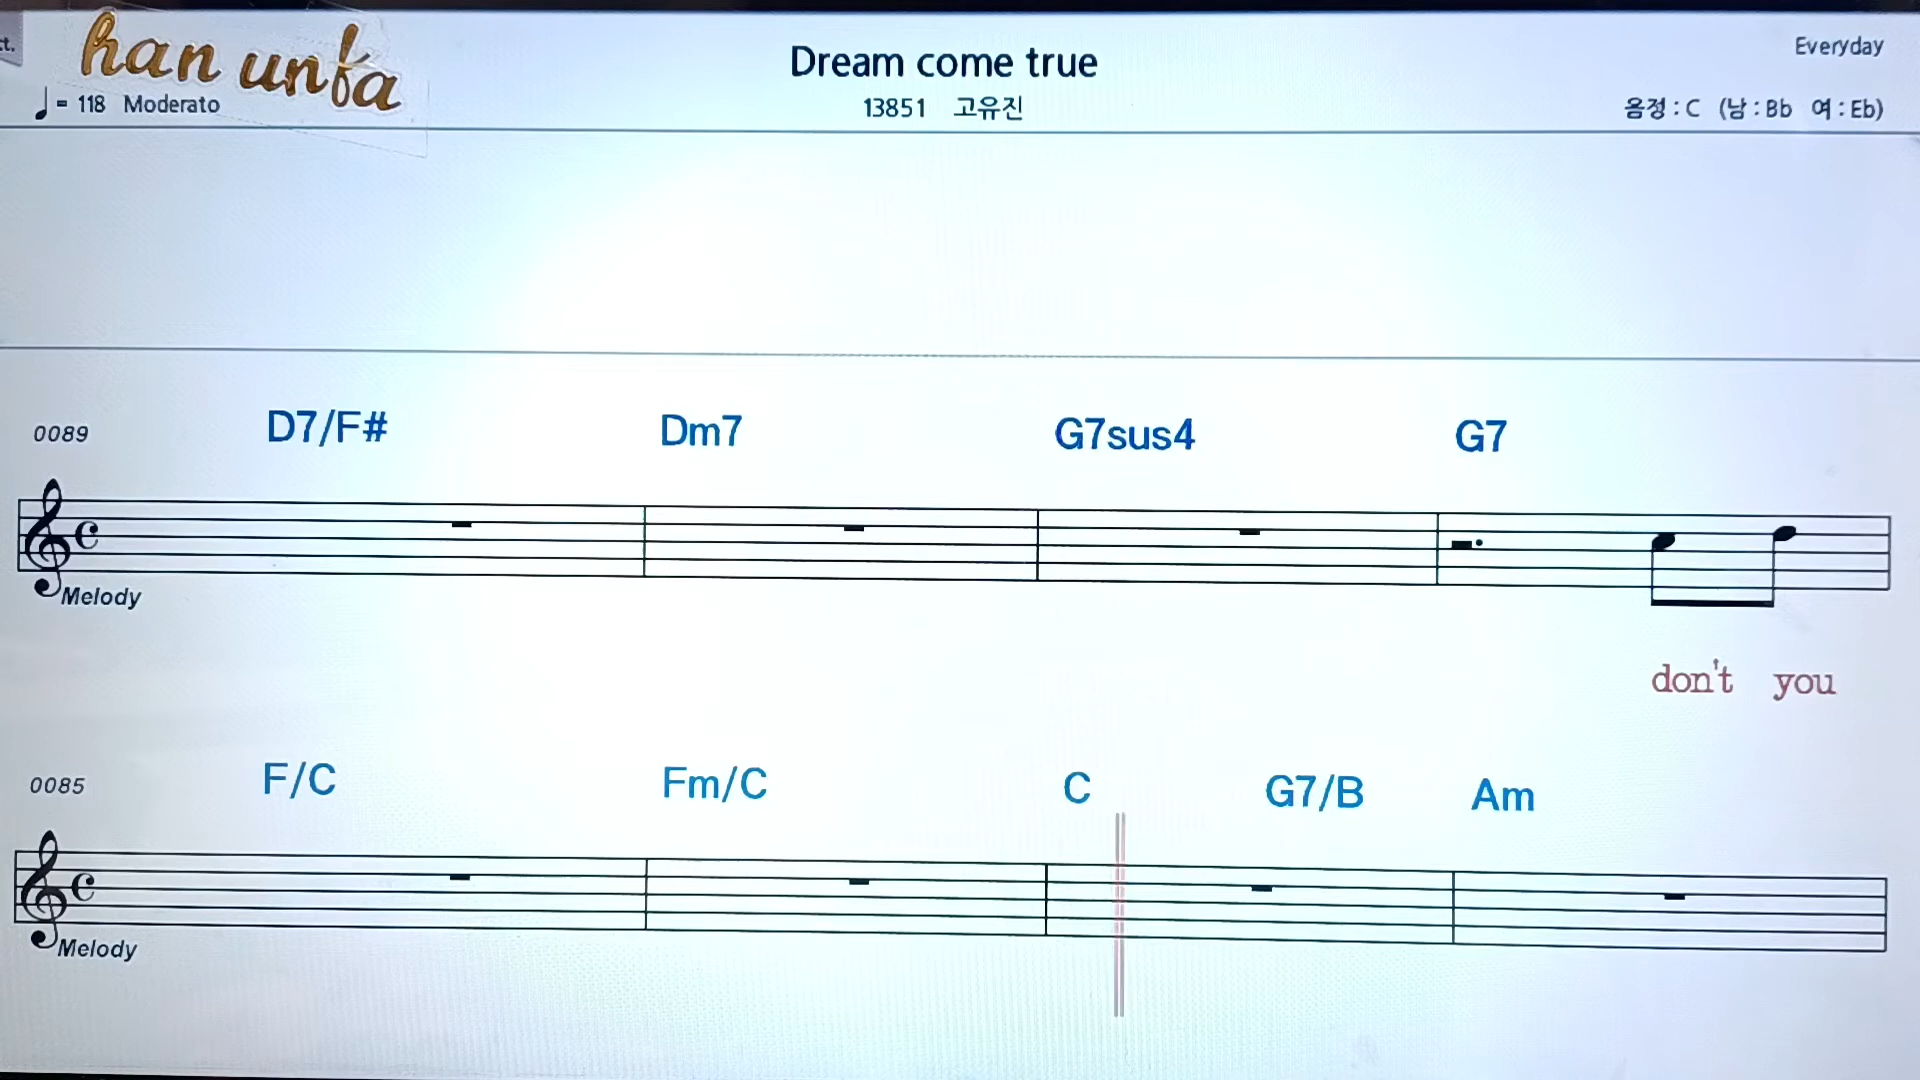 ct.
han unfa
Dream come true
Everyday
= 118 Moderato
13851 고유진
음정 : C (남 : Bb 여 : Eb)
0089 D7/F# Dm7 G7sus4 G7
Melody
don't you
0085 F/C Fm/C C G7/B Am
Melody